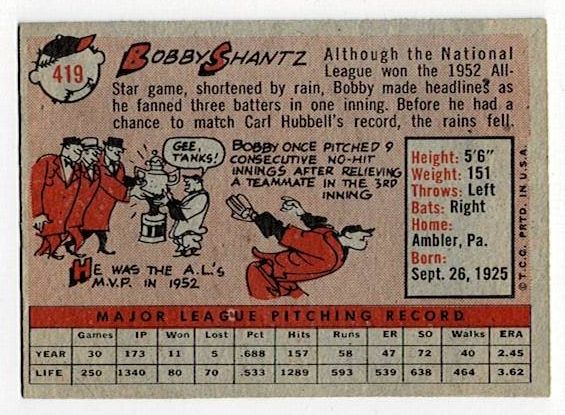 419
BOBBY SHANTZ
Although the National
League won the 1952 All-
Star game, shortened by rain, Bobby made headlines as
he fanned three batters in one inning. Before he had a
chance to match Carl Hubbell's record, the rains fell.
GEE,
TANKS!
BOBBY ONCE PITCHED 9
CONSECUTIVE NO-HIT
INNINGS AFTER RELIEVING
A TEAMMATE IN THE 3RD
INNING
HE WAS THE A.L.'S
M.V.P. IN 1952
Height: 5'6"
Weight: 151
Throws: Left
Bats: Right
Home:
Ambler, Pa.
Born:
Sept. 26, 1925
© T.C.G. PRTD. IN U.S.A.
MAJOR LEAGUE PITCHING RECORD
Games IP Won Lost Pct Hits Runs ER SO Walks ERA
YEAR 30 173 11 5 .688 157 58 47 72 40 2.45
LIFE 250 1340 80 70 .533 1289 593 539 638 464 3.62